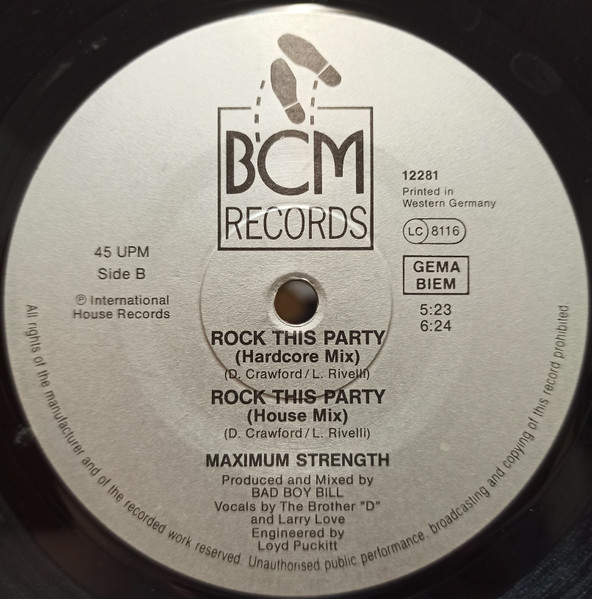 BCM
RECORDS
12281
Printed in
Western Germany
LC 8116
GEMA
BIEM
45 UPM
Side B
℗ International
House Records
5:23
6:24
ROCK THIS PARTY
(Hardcore Mix)
(D. Crawford / L. Rivelli)
ROCK THIS PARTY
(House Mix)
(D. Crawford / L. Rivelli)
MAXIMUM STRENGTH
Produced and Mixed by
BAD BOY BILL
Vocals by The Brother "D"
and Larry Love
Engineered by
Loyd Puckitt
All rights of the manufacturer and of the recorded work reserved. Unauthorised public performance, broadcasting and copying of this record prohibited.